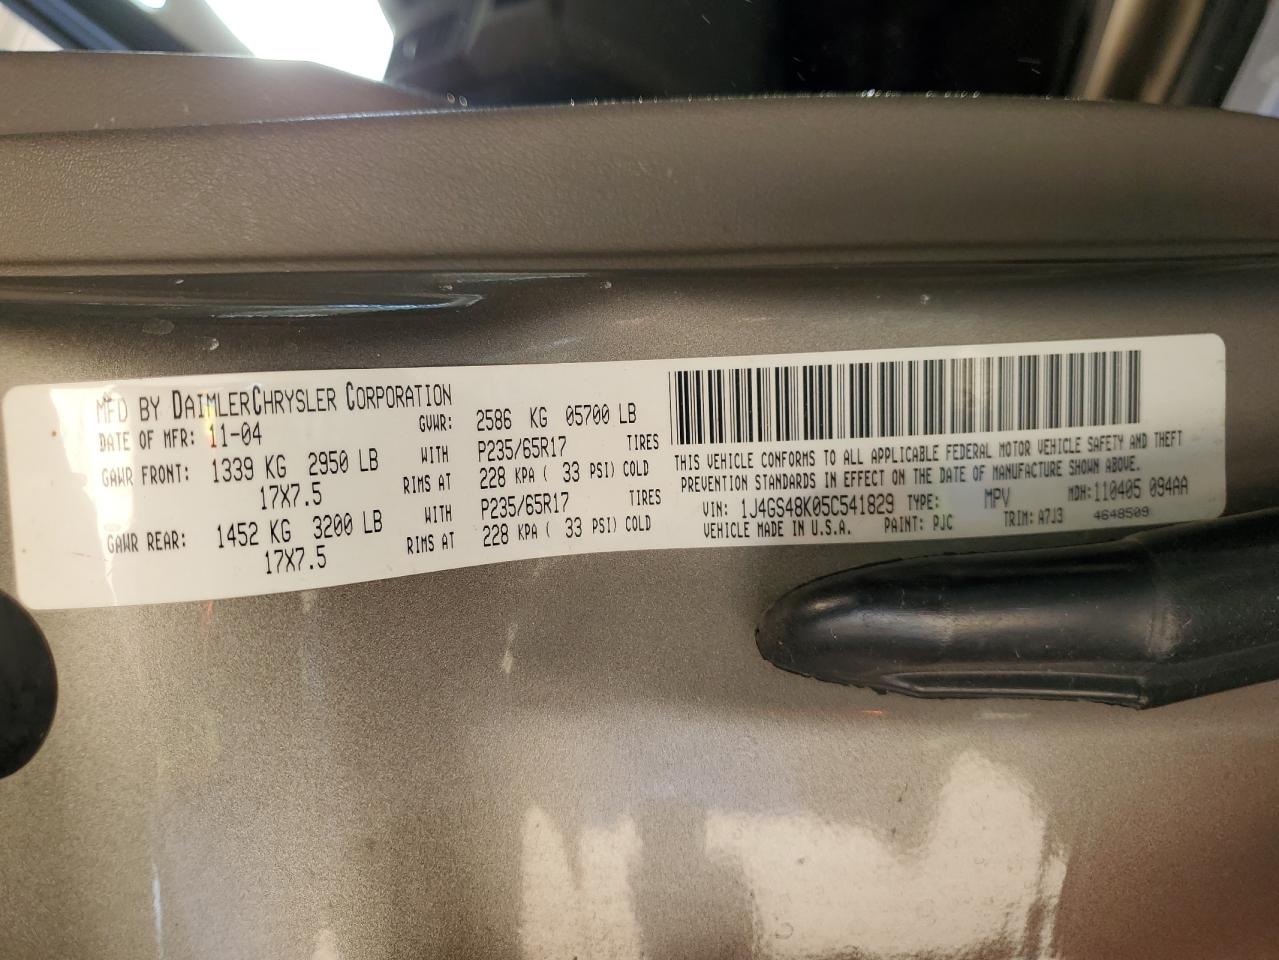 MFD BY DAIMLERCHRYSLER CORPORATION
DATE OF MFR: 11-04 GVWR: 2586 KG 05700 LB
GAWR FRONT: 1339 KG 2950 LB WITH P235/65R17 TIRES
17X7.5 RIMS AT 228 KPA ( 33 PSI) COLD
GAWR REAR: 1452 KG 3200 LB WITH P235/65R17 TIRES
17X7.5 RIMS AT 228 KPA ( 33 PSI) COLD
THIS VEHICLE CONFORMS TO ALL APPLICABLE FEDERAL MOTOR VEHICLE SAFETY AND THEFT
PREVENTION STANDARDS IN EFFECT ON THE DATE OF MANUFACTURE SHOWN ABOVE.
VIN: 1J4GS48K05C541829 TYPE: MPV MDH: 110405 094AA
VEHICLE MADE IN U.S.A. PAINT: PJC TRIM: A7J3 4648509